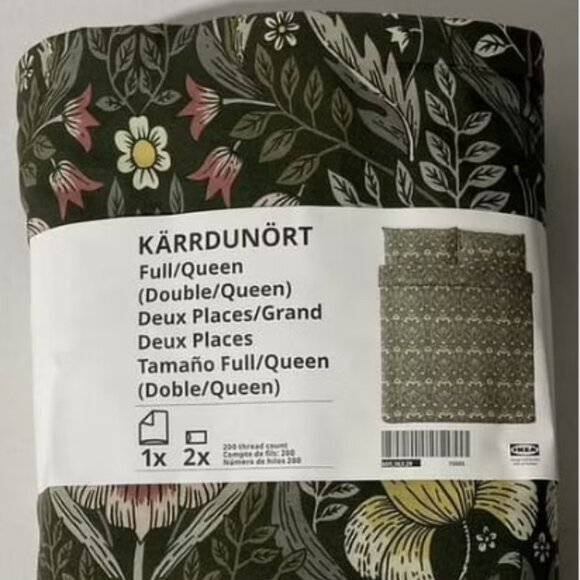 KÄRRDUNÖRT
Full/Queen
(Double/Queen)
Deux Places/Grand
Deux Places
Tamaño Full/Queen
(Doble/Queen)
1x 2x
200 thread count
Compte de fils: 200
Número de hilos 200
IKEA